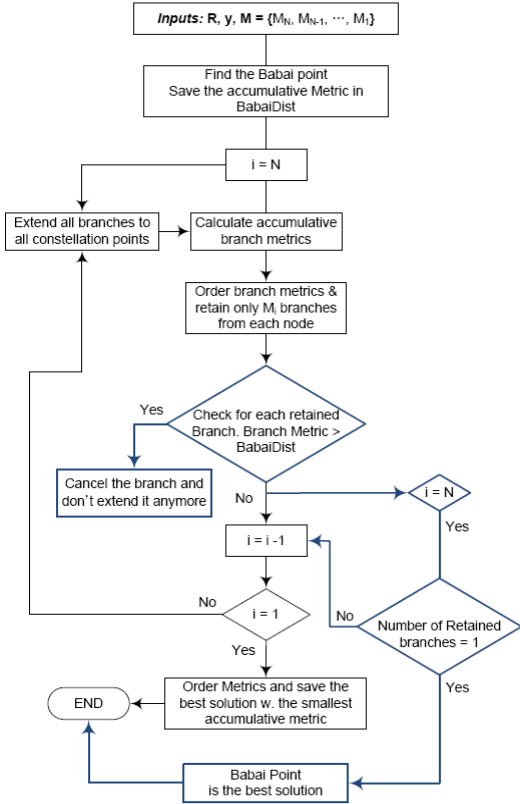 Inputs: R, y, M = {M_N, M_N-1, ⋯, M_1}
Find the Babai point
Save the accumulative Metric in
BabaiDist
i = N
Extend all branches to
all constellation points
Calculate accumulative
branch metrics
Order branch metrics &
retain only M_i branches
from each node
Yes
Check for each retained
Branch. Branch Metric >
BabaiDist
Cancel the branch and
don't extend it anymore
No
i = N
Yes
i = i -1
No
i = 1
No
Number of Retained
branches = 1
Yes
Yes
Order Metrics and save the
best solution w. the smallest
accumulative metric
END
Babai Point
is the best solution